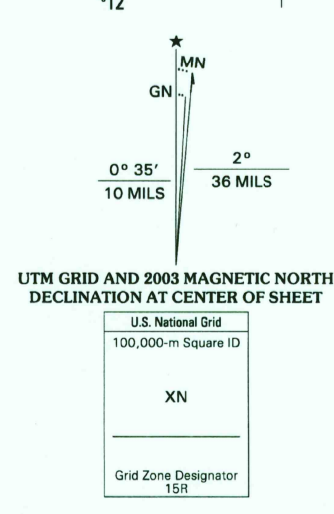 °12
★
MN
GN
0° 35′
10 MILS
2°
36 MILS
UTM GRID AND 2003 MAGNETIC NORTH
DECLINATION AT CENTER OF SHEET
U.S. National Grid
100,000-m Square ID
XN
Grid Zone Designator
15R